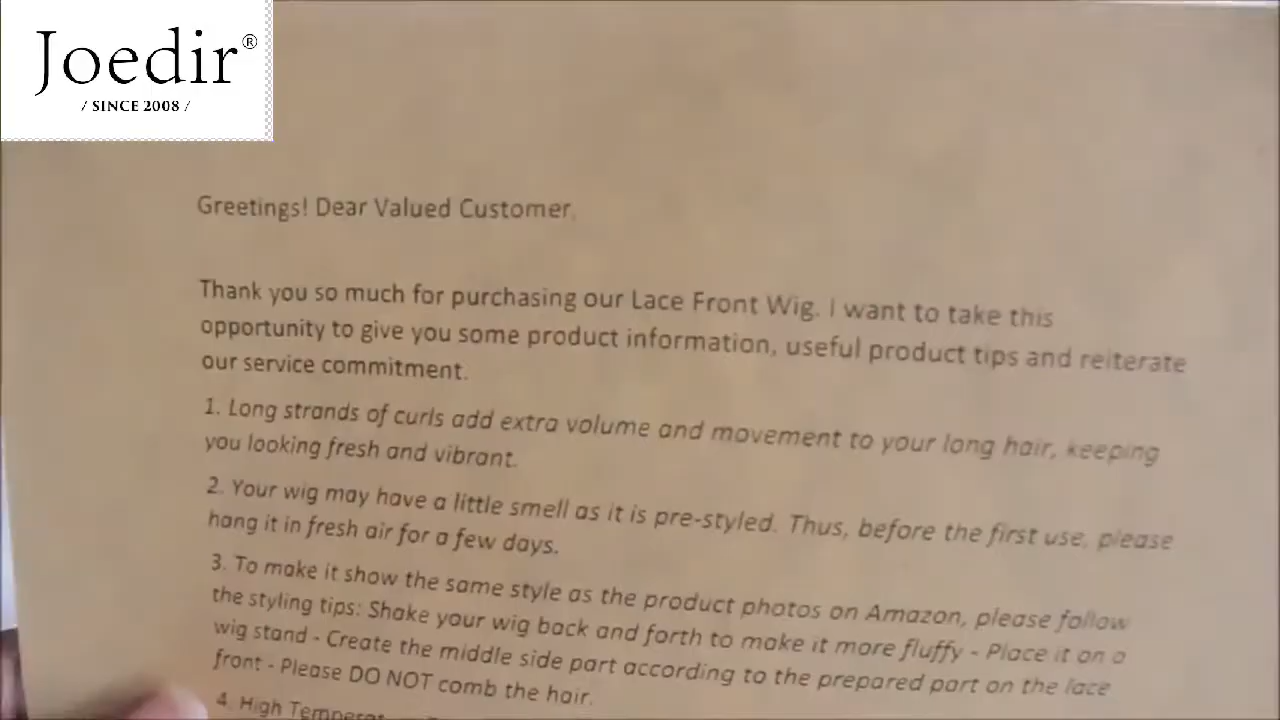 Joedir®
/ SINCE 2008 /
Greetings! Dear Valued Customer,
Thank you so much for purchasing our Lace Front Wig. I want to take this
opportunity to give you some product information, useful product tips and reiterate
our service commitment.
1. Long strands of curls add extra volume and movement to your long hair, keeping
you looking fresh and vibrant.
2. Your wig may have a little smell as it is pre-styled. Thus, before the first use, please
hang it in fresh air for a few days.
3. To make it show the same style as the product photos on Amazon, please follow
the styling tips: Shake your wig back and forth to make it more fluffy - Place it on a
wig stand - Create the middle side part according to the prepared part on the lace
front - Please DO NOT comb the hair.
4. High